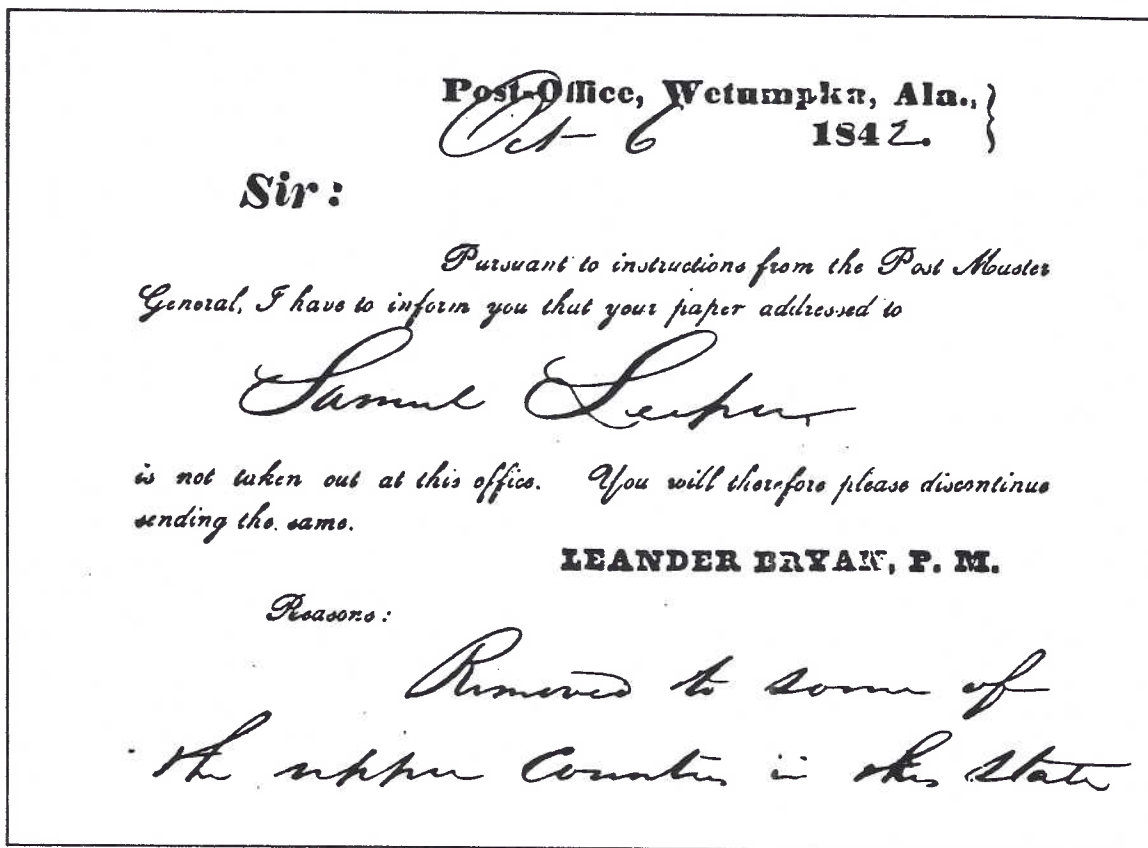 Post-Office, Wetumpka, Ala.,
Oct 6 1842.
Sir:
Pursuant to instructions from the Post Master
General, I have to inform you that your paper addressed to
Samuel Leeper
is not taken out at this office. You will therefore please discontinue
sending the same.
LEANDER BRYAN, P. M.
Reasons:
Removed to some of
the upper Counties in this State